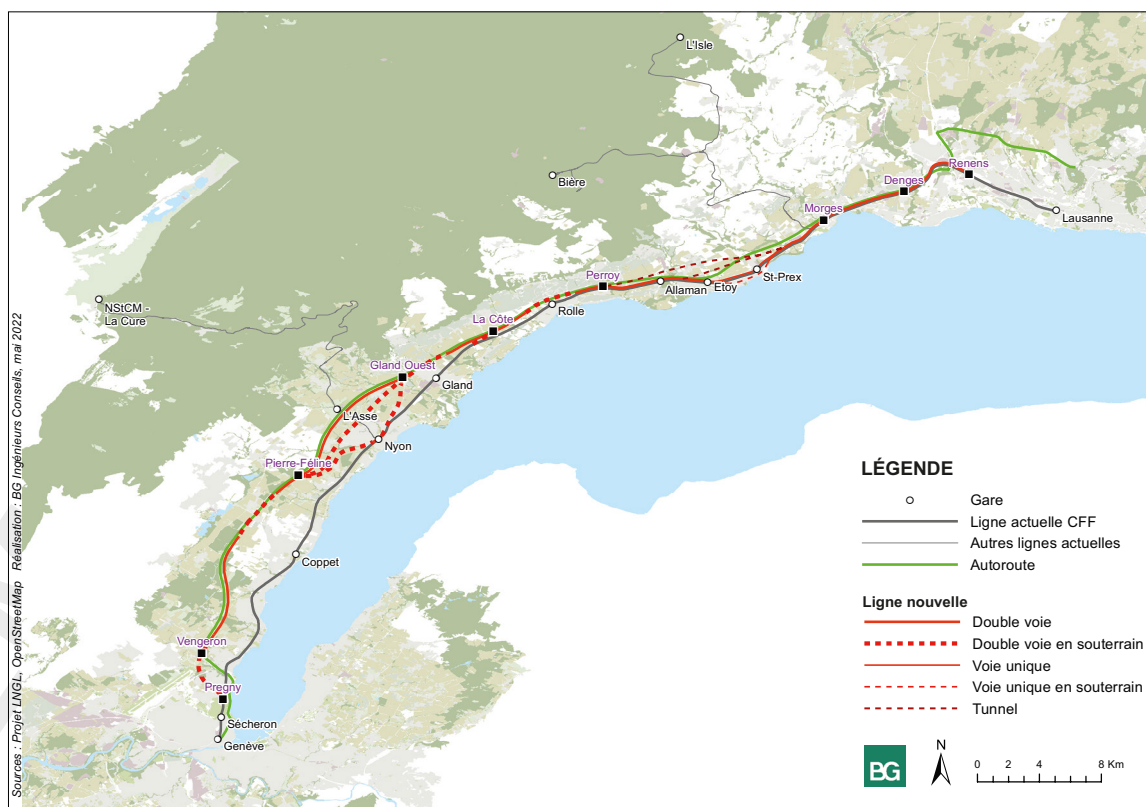 L'Isle
Bière
Renens
Denges
Lausanne
Morges
St-Prex
Etoy
Allaman
Perroy
Rolle
La Côte
NStCM -
La Cure
Gland Ouest
Gland
L'Asse
Nyon
Pierre-Féline
Coppet
Vengeron
Pregny
Sécheron
Genève
LÉGENDE
Gare
Ligne actuelle CFF
Autres lignes actuelles
Autoroute
Ligne nouvelle
Double voie
Double voie en souterrain
Voie unique
Voie unique en souterrain
Tunnel
BG
N
0 2 4 8 Km
Sources : Projet LNGL, OpenStreetMap Réalisation : BG Ingénieurs Conseils, mai 2022